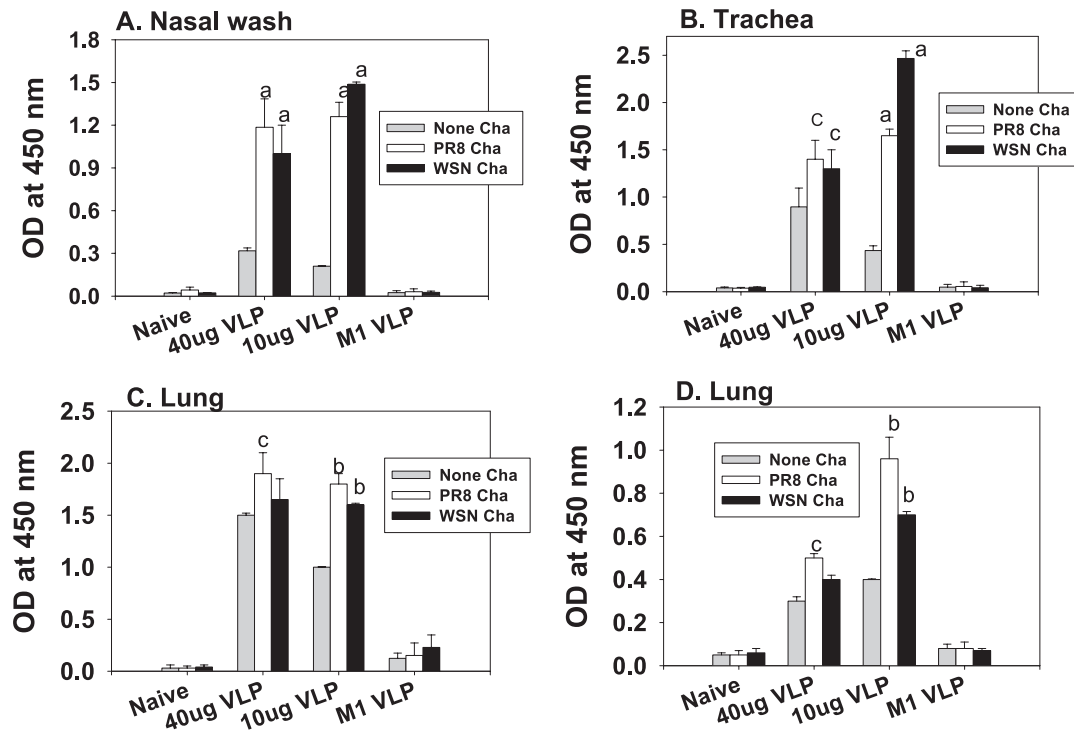 A. Nasal wash
OD at 450 nm
1.8
1.5
1.2
0.9
0.6
0.3
0.0
a
a
a
a
None Cha
PR8 Cha
WSN Cha
Naive
40ug VLP
10ug VLP
M1 VLP
B. Trachea
OD at 450 nm
2.5
2.0
1.5
1.0
0.5
0.0
c
c
a
a
None Cha
PR8 Cha
WSN Cha
Naive
40ug VLP
10ug VLP
M1 VLP
C. Lung
OD at 450 nm
2.5
2.0
1.5
1.0
0.5
0.0
c
b
b
None Cha
PR8 Cha
WSN Cha
Naive
40ug VLP
10ug VLP
M1 VLP
D. Lung
OD at 450 nm
1.2
1.0
0.8
0.6
0.4
0.2
0.0
c
b
b
None Cha
PR8 Cha
WSN Cha
Naive
40ug VLP
10ug VLP
M1 VLP